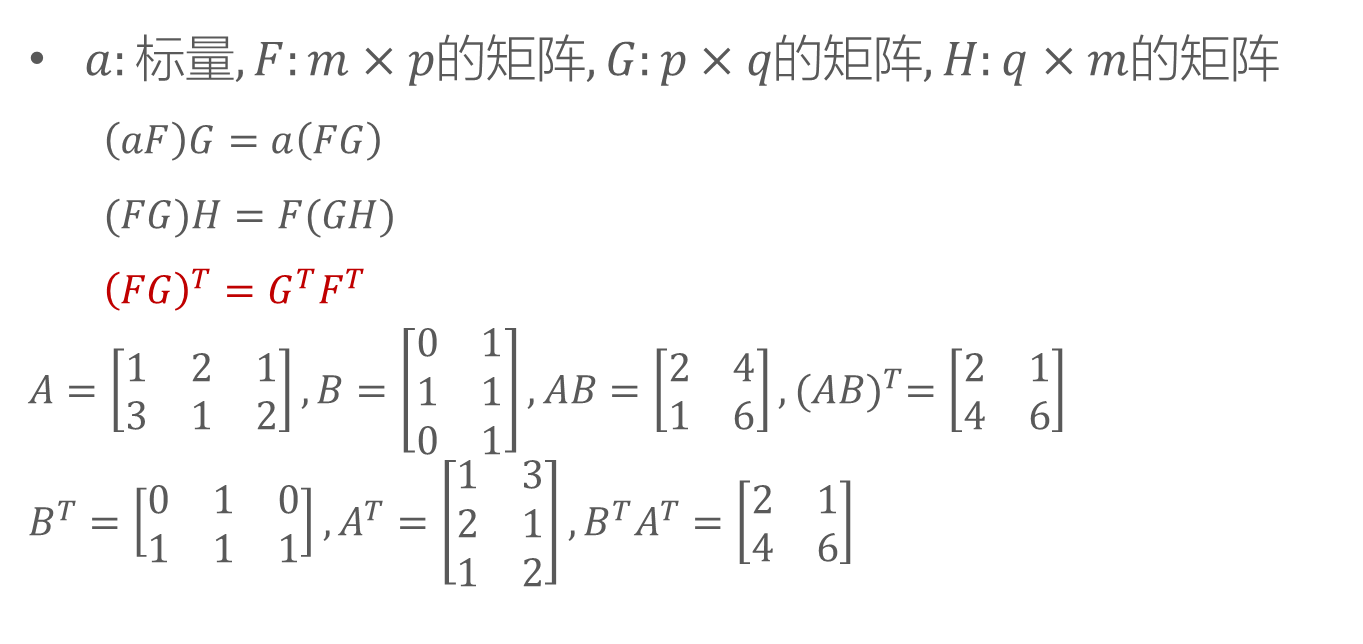 • a: 标量, F: m × p的矩阵, G: p × q的矩阵, H: q × m的矩阵
(aF)G = a(FG)
(FG)H = F(GH)
(FG)^T = G^T F^T
A = [1 2 1; 3 1 2], B = [0 1; 1 1; 0 1], AB = [2 4; 1 6], (AB)^T = [2 1; 4 6]
B^T = [0 1 0; 1 1 1], A^T = [1 3; 2 1; 1 2], B^T A^T = [2 1; 4 6]